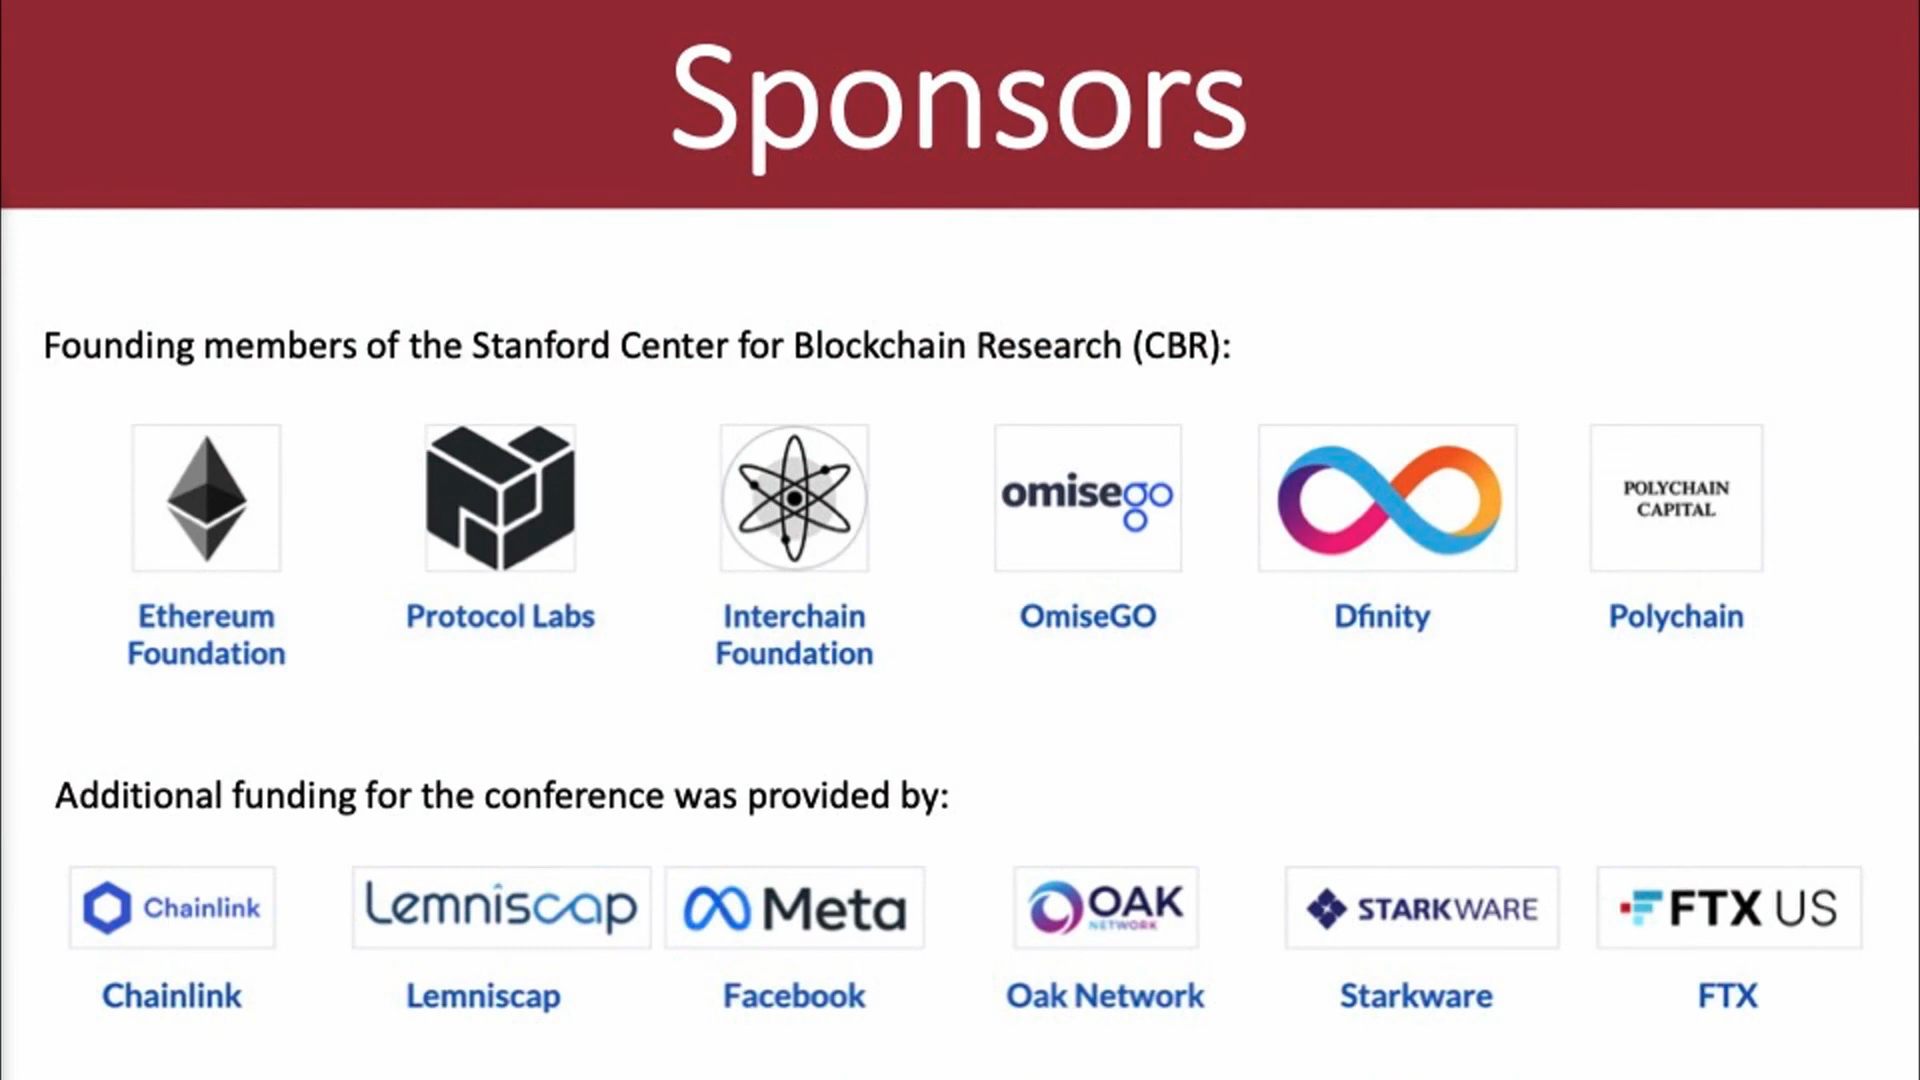 Sponsors
Founding members of the Stanford Center for Blockchain Research (CBR):
omisego
POLYCHAIN
CAPITAL
Ethereum
Foundation
Protocol Labs
Interchain
Foundation
OmiseGO
Dfinity
Polychain
Additional funding for the conference was provided by:
Chainlink
Lemniscap
Meta
OAK
NETWORK
STARKWARE
FTX US
Chainlink
Lemniscap
Facebook
Oak Network
Starkware
FTX